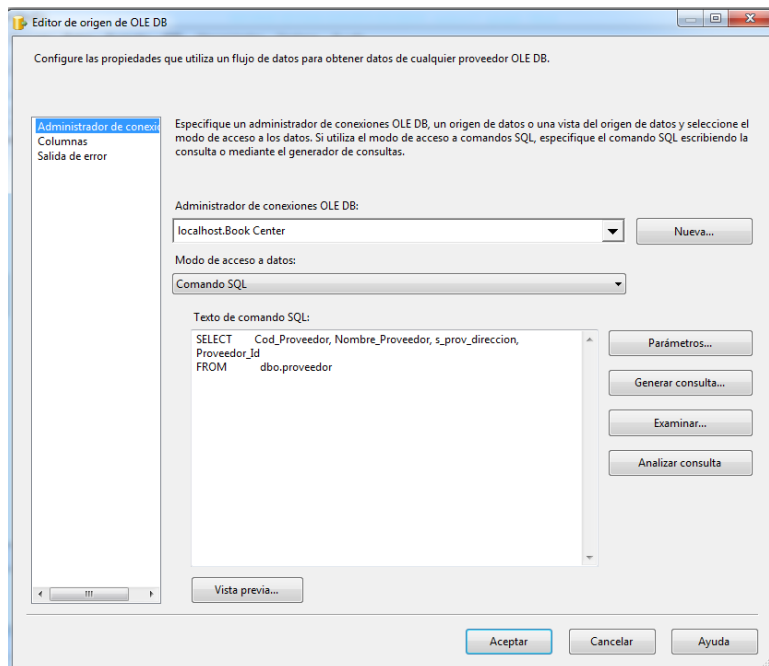 Editor de origen de OLE DB
Configure las propiedades que utiliza un flujo de datos para obtener datos de cualquier proveedor OLE DB.
Administrador de conexi
Columnas
Salida de error
Especifique un administrador de conexiones OLE DB, un origen de datos o una vista del origen de datos y seleccione el
modo de acceso a los datos. Si utiliza el modo de acceso a comandos SQL, especifique el comando SQL escribiendo la
consulta o mediante el generador de consultas.
Administrador de conexiones OLE DB:
localhost.Book Center
Nueva...
Modo de acceso a datos:
Comando SQL
Texto de comando SQL:
SELECT Cod_Proveedor, Nombre_Proveedor, s_prov_direccion,
Proveedor_Id
FROM dbo.proveedor
Parámetros...
Generar consulta...
Examinar...
Analizar consulta
Vista previa...
Aceptar
Cancelar
Ayuda